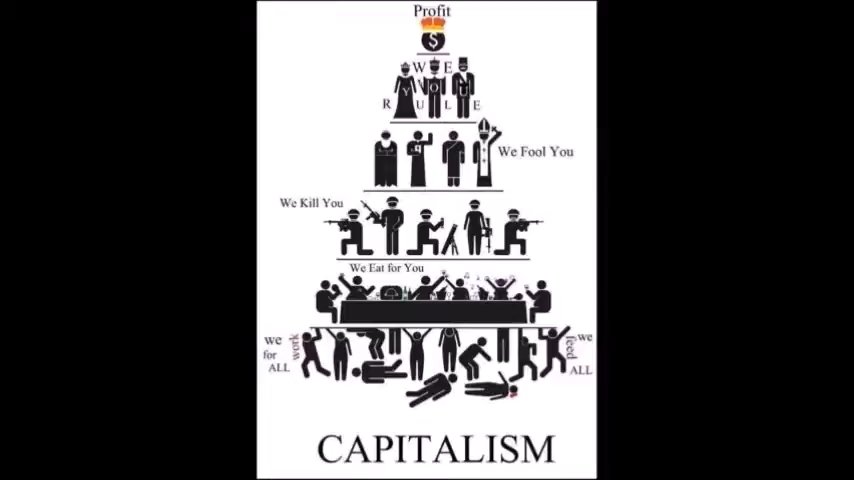 Profit
$
WE
RULE
YOU
We Fool You
We Kill You
We Eat for You
we work for ALL
we feed ALL
CAPITALISM